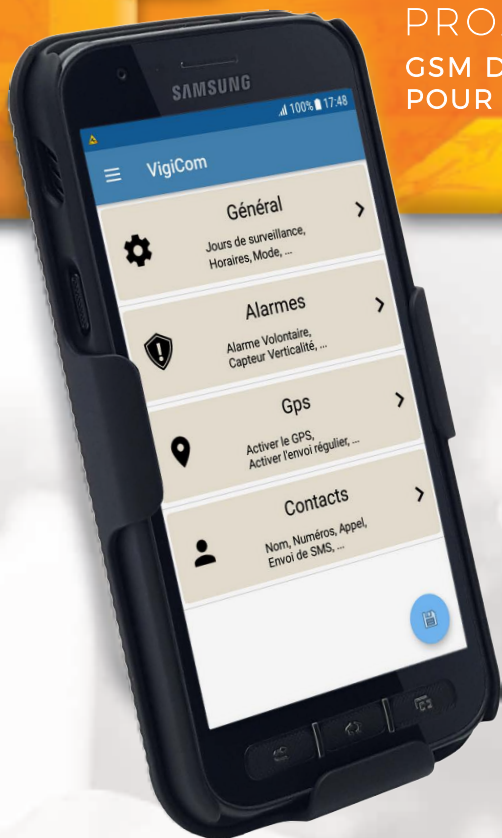 PRO
GSM D
POUR
SAMSUNG
100% 17:48
VigiCom
Général
Jours de surveillance,
Horaires, Mode, ...
Alarmes
Alarme Volontaire,
Capteur Verticalité, ...
Gps
Activer le GPS,
Activer l'envoi régulier, ...
Contacts
Nom, Numéros, Appel,
Envoi de SMS, ...